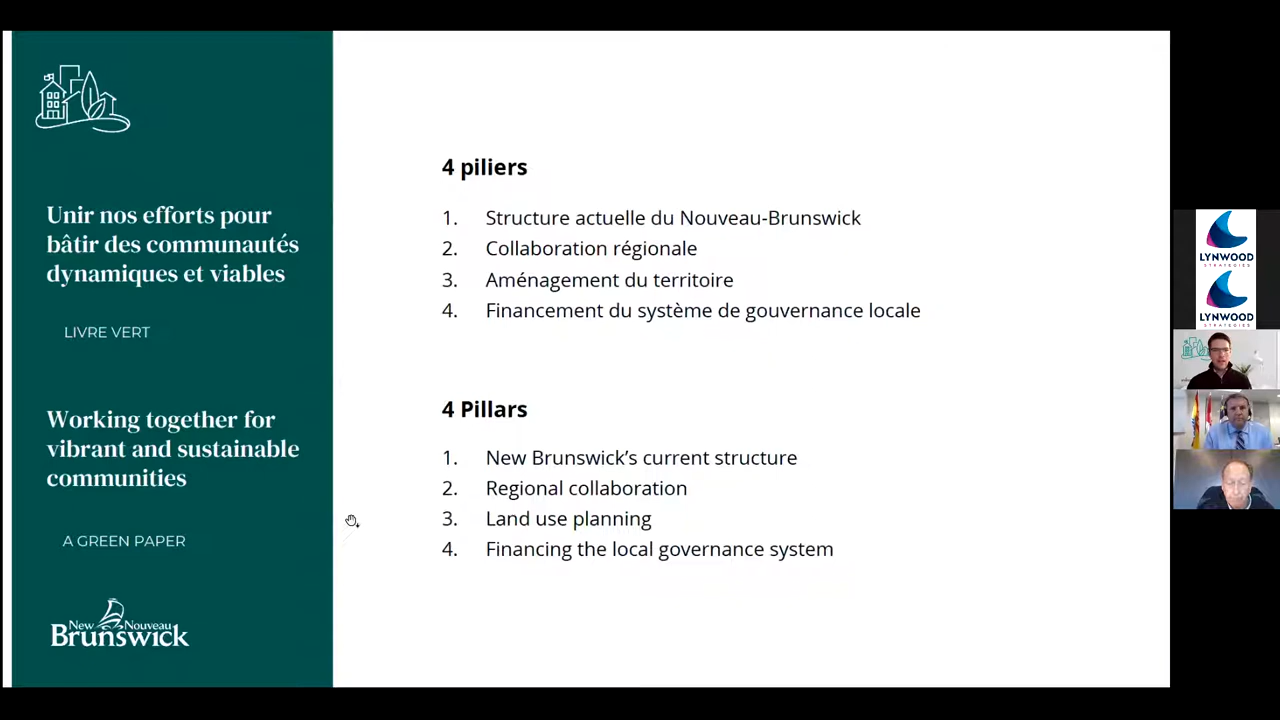 Unir nos efforts pour
bâtir des communautés
dynamiques et viables
LIVRE VERT
Working together for
vibrant and sustainable
communities
A GREEN PAPER
New Nouveau
Brunswick
4 piliers
1. Structure actuelle du Nouveau-Brunswick
2. Collaboration régionale
3. Aménagement du territoire
4. Financement du système de gouvernance locale
4 Pillars
1. New Brunswick’s current structure
2. Regional collaboration
3. Land use planning
4. Financing the local governance system
LYNWOOD
STRATEGIES
LYNWOOD
STRATEGIES